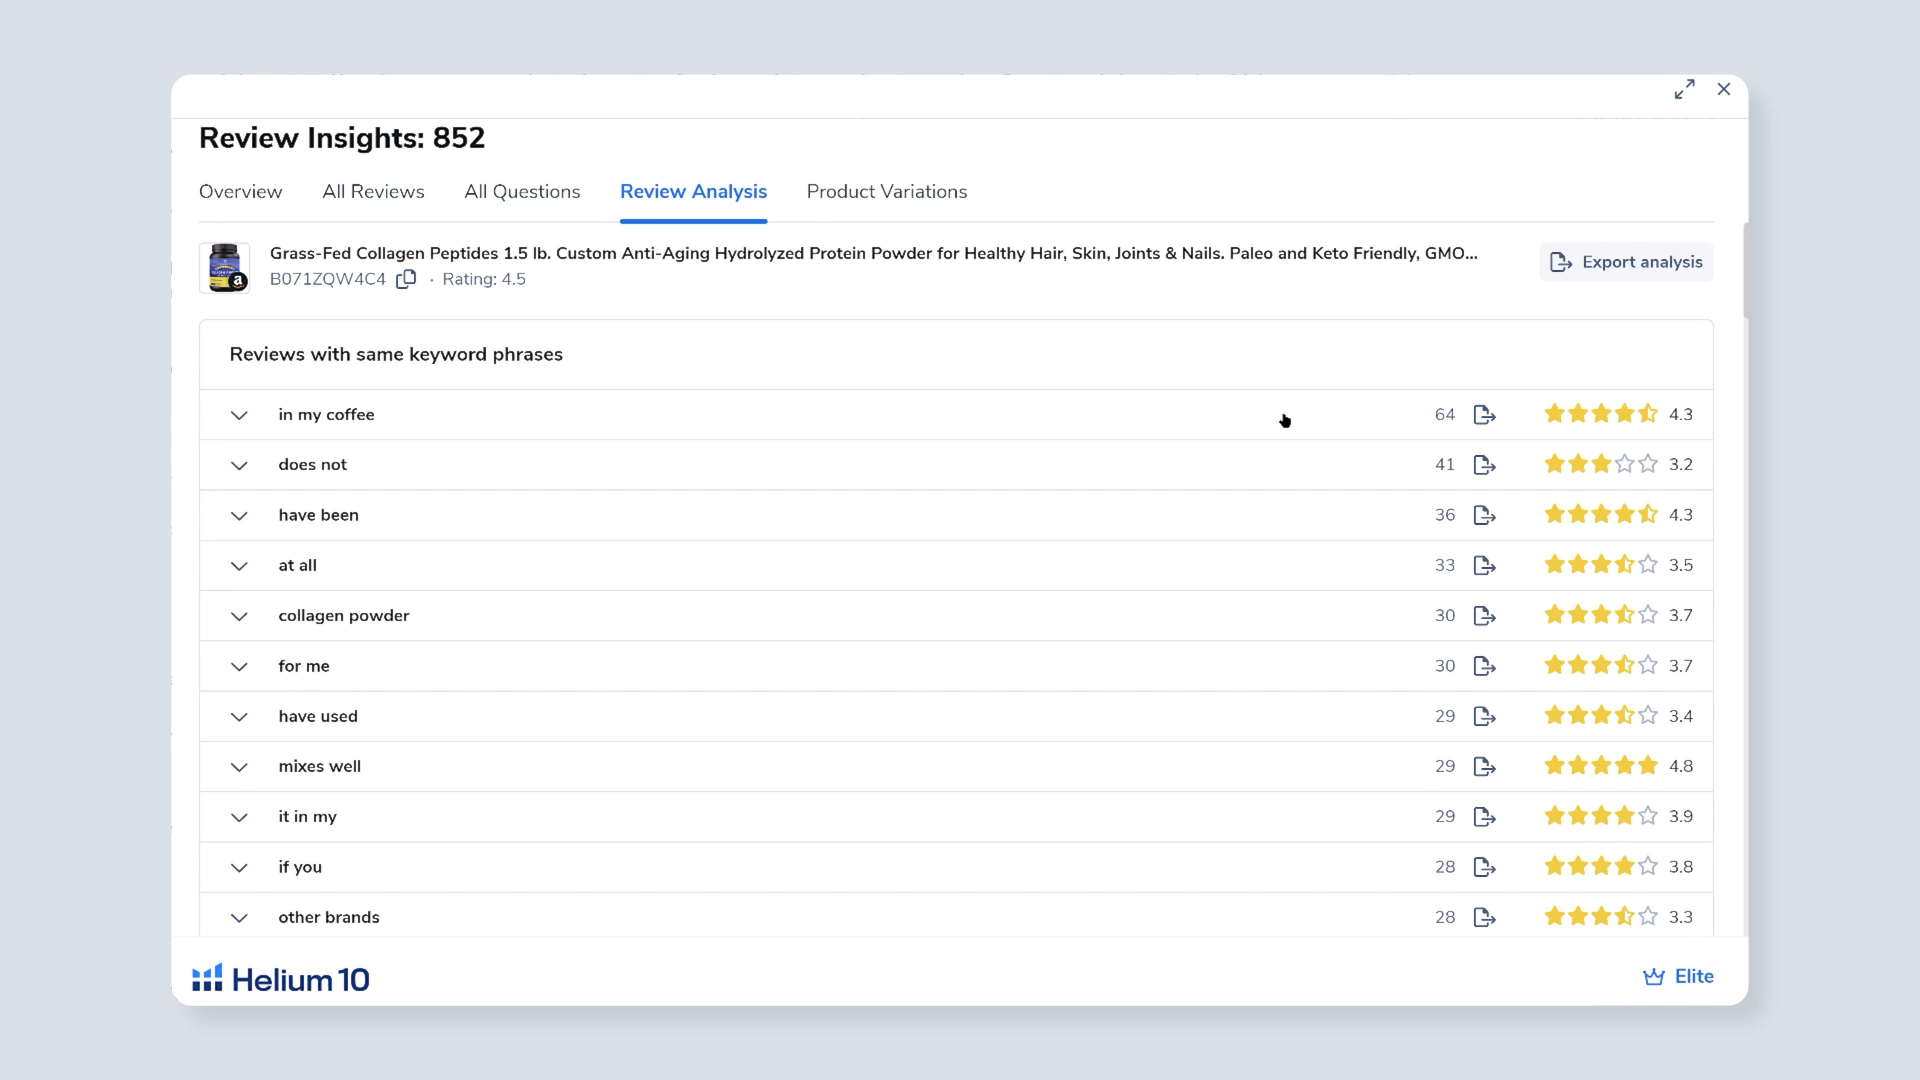 Review Insights: 852
Overview All Reviews All Questions Review Analysis Product Variations
Grass-Fed Collagen Peptides 1.5 lb. Custom Anti-Aging Hydrolyzed Protein Powder for Healthy Hair, Skin, Joints & Nails. Paleo and Keto Friendly, GMO...
B071ZQW4C4 · Rating: 4.5
Export analysis
Reviews with same keyword phrases
in my coffee 64 4.3
does not 41 3.2
have been 36 4.3
at all 33 3.5
collagen powder 30 3.7
for me 30 3.7
have used 29 3.4
mixes well 29 4.8
it in my 29 3.9
if you 28 3.8
other brands 28 3.3
Helium 10
Elite